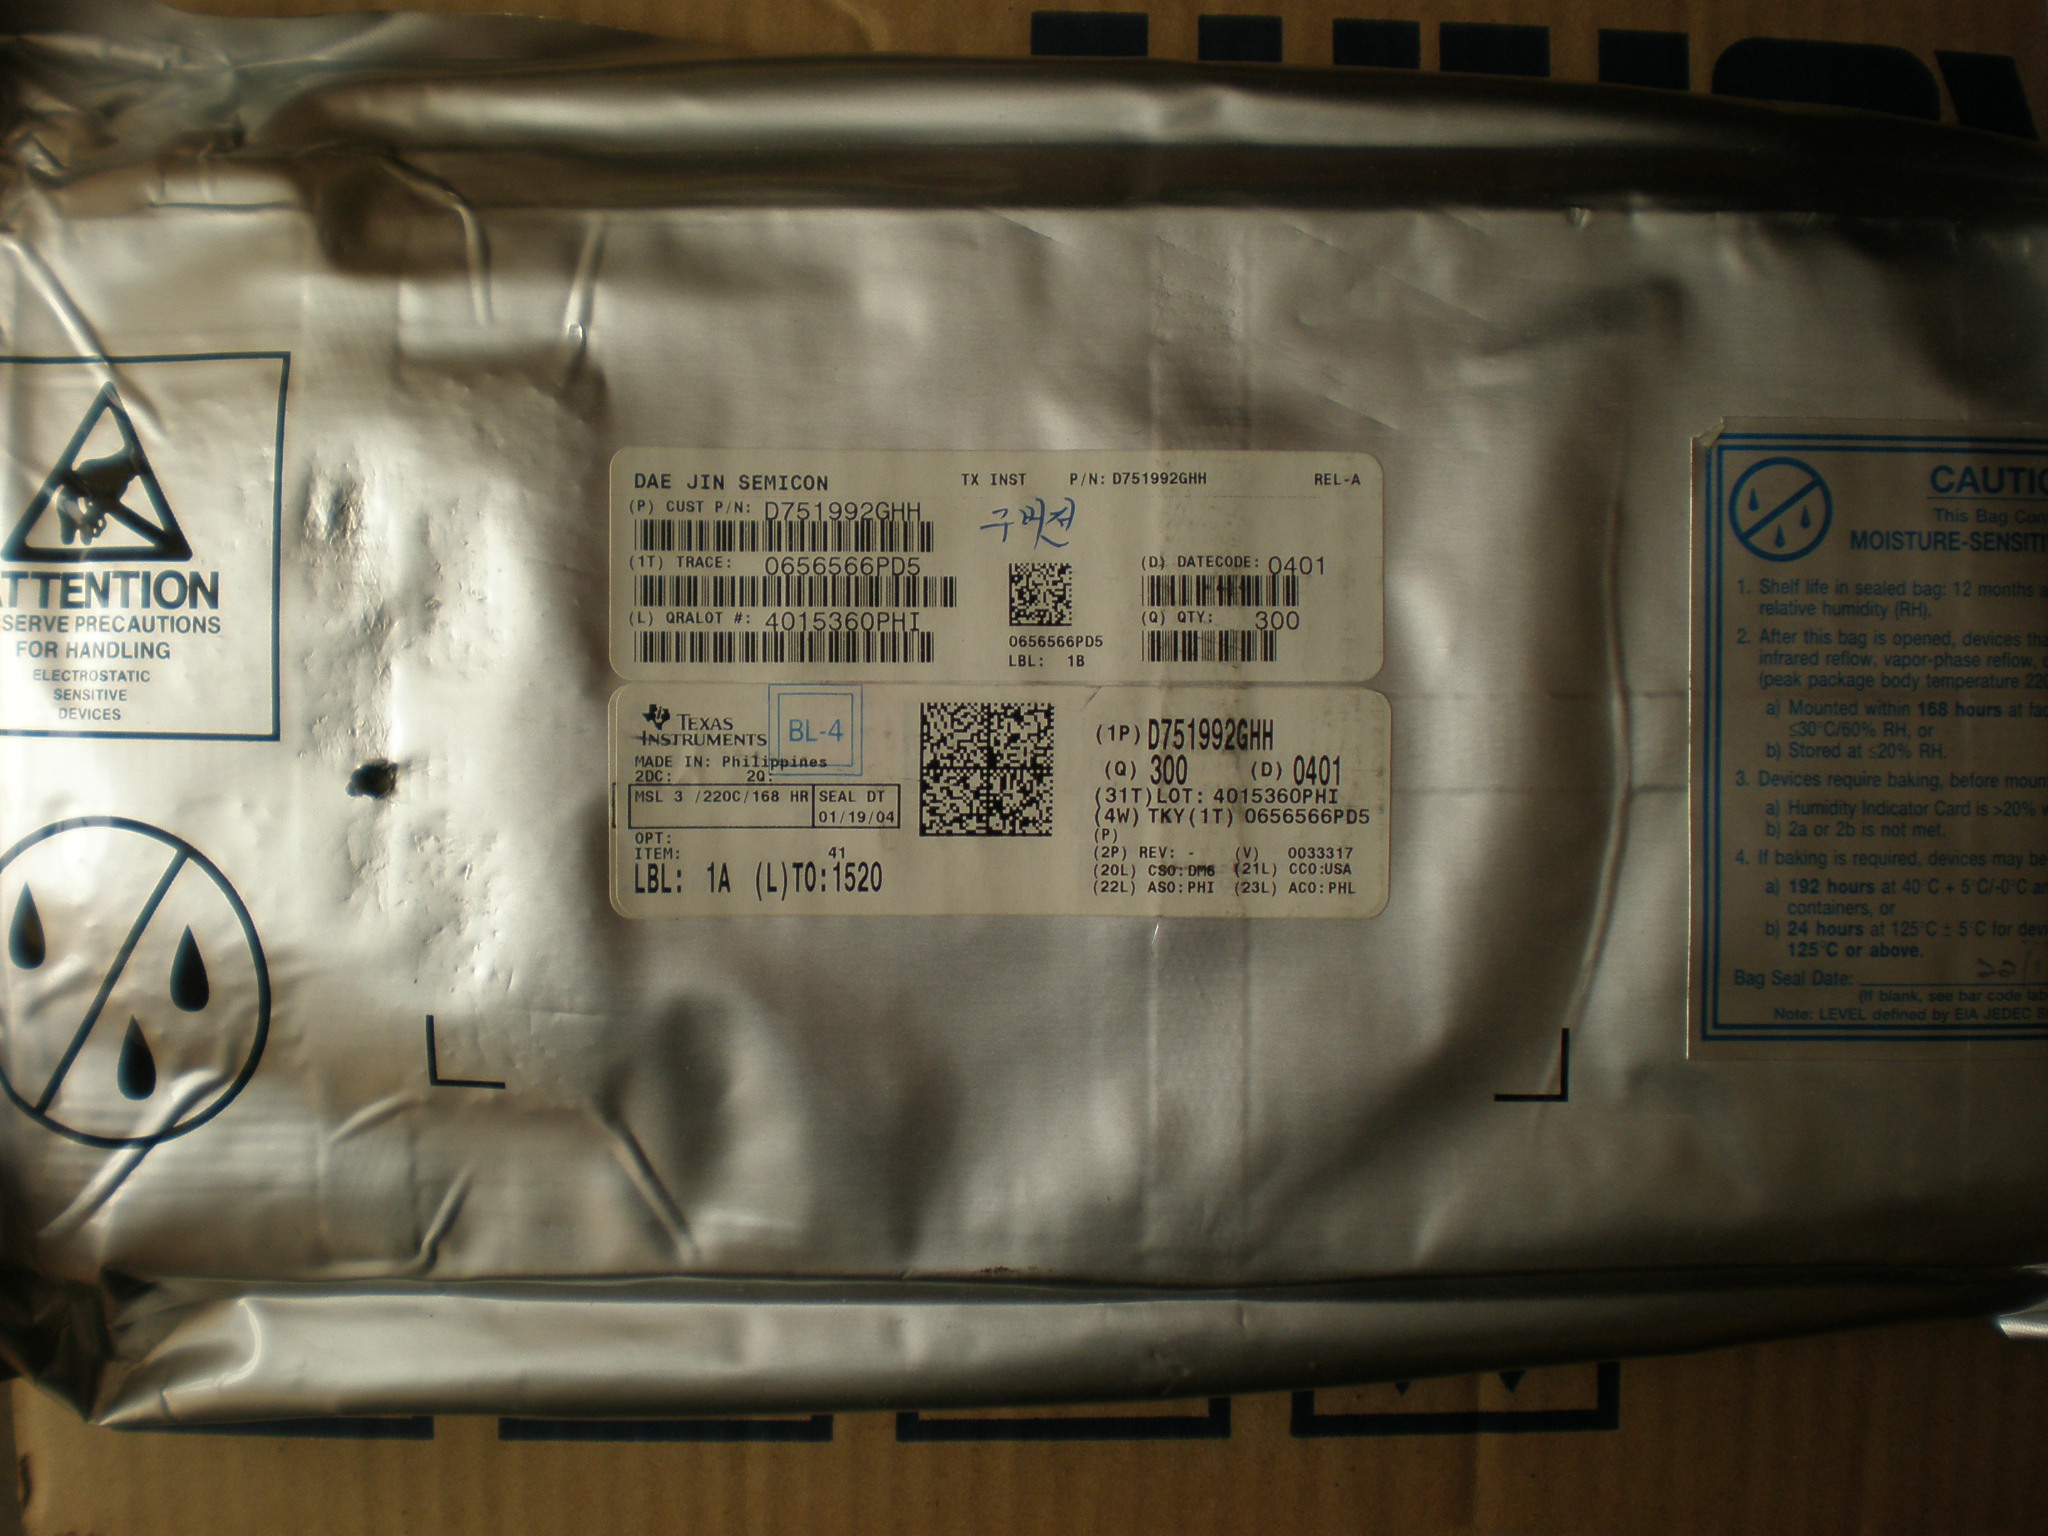 ATTENTION
SERVE PRECAUTIONS
FOR HANDLING
ELECTROSTATIC
SENSITIVE
DEVICES
DAE JIN SEMICON TX INST P/N: D751992GHH REL-A
(P) CUST P/N: D751992GHH
구미전
(1T) TRACE: 0656566PD5 (D) DATECODE: 0401
(L) QRALOT #: 4015360PHI (Q) QTY: 300
0656566PD5
LBL: 1B
TEXAS
INSTRUMENTS
BL-4
MADE IN: Philippines
2DC: 2Q:
MSL 3 /220C/168 HR SEAL DT
01/19/04
OPT:
ITEM: 41
LBL: 1A (L)TO:1520
(1P) D751992GHH
(Q) 300 (D) 0401
(31T)LOT: 4015360PHI
(4W) TKY(1T) 0656566PD5
(P)
(2P) REV: - (V) 0033317
(20L) CSO:DM6 (21L) CCO:USA
(22L) ASO:PHI (23L) ACO:PHL
CAUTIO
This Bag Con
MOISTURE-SENSITI
1. Shelf life in sealed bag: 12 months a
relative humidity (RH).
2. After this bag is opened, devices tha
infrared reflow, vapor-phase reflow,
(peak package body temperature 220
a) Mounted within 168 hours at fac
≤30°C/60% RH, or
b) Stored at ≤20% RH.
3. Devices require baking, before moun
a) Humidity Indicator Card is >20%
b) 2a or 2b is not met.
4. If baking is required, devices may be
a) 192 hours at 40°C + 5°C/-0°C an
containers, or
b) 24 hours at 125°C ± 5°C for devi
125°C or above.
Bag Seal Date:
(If blank, see bar code lab
Note: LEVEL defined by EIA JEDEC